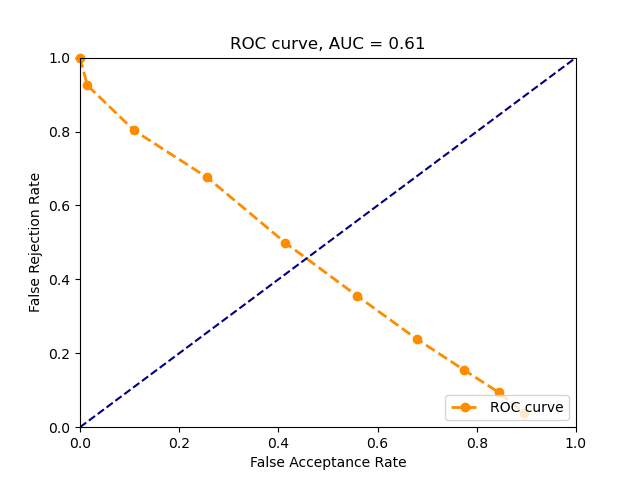 ROC curve, AUC = 0.61
1.0
0.8
0.6
0.4
0.2
0.0
False Rejection Rate
ROC curve
0.0 0.2 0.4 0.6 0.8 1.0
False Acceptance Rate